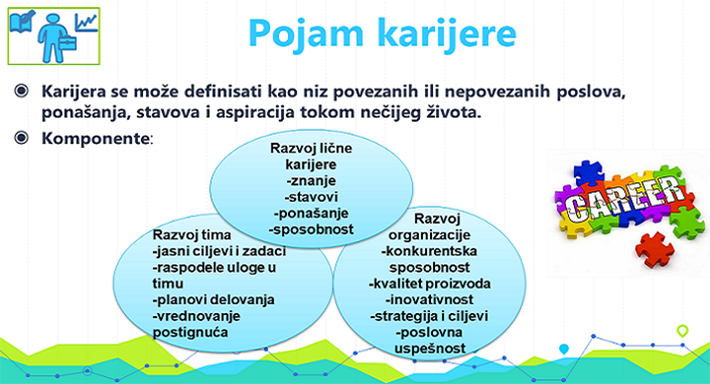 Pojam karijere
Karijera se može definisati kao niz povezanih ili nepovezanih poslova,
ponašanja, stavova i aspiracija tokom nečijeg života.
Komponente:
Razvoj lične
karijere
-znanje
-stavovi
-ponašanje
-sposobnost
Razvoj tima
-jasni ciljevi i zadaci
-raspodele uloge u
timu
-planovi delovanja
-vrednovanje
postignuća
Razvoj
organizacije
-konkurentska
sposobnost
-kvalitet proizvoda
-inovativnost
-strategija i ciljevi
-poslovna
uspešnost
CAREER